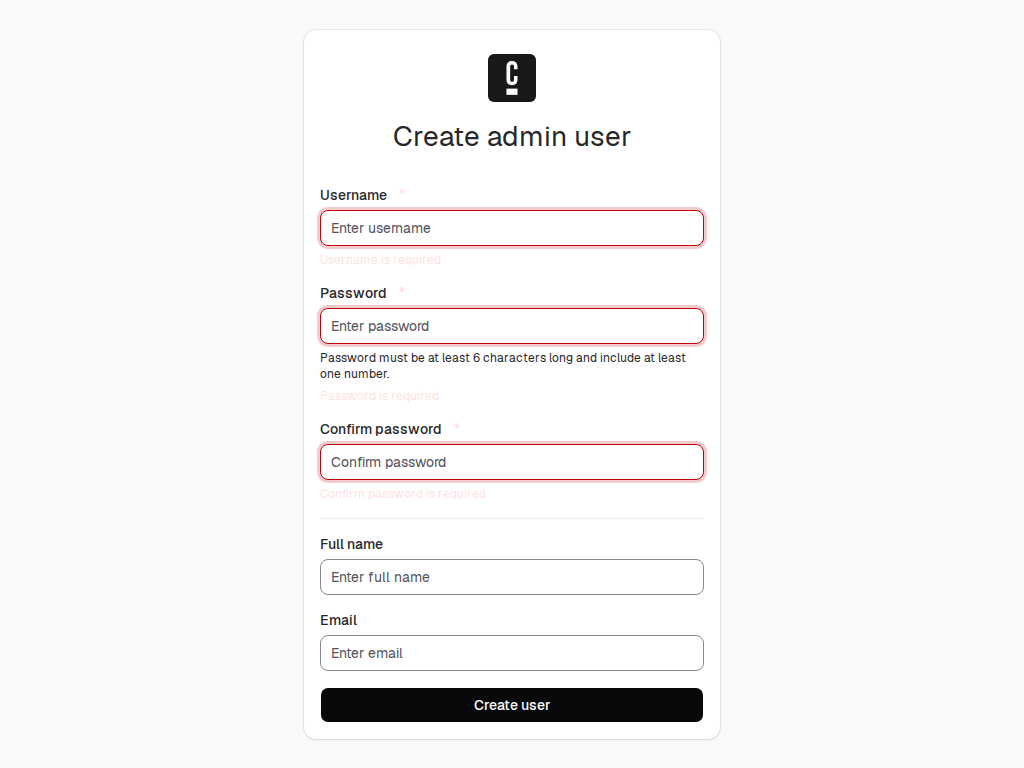 C
Create admin user
Username *
Enter username
Username is required
Password *
Enter password
Password must be at least 6 characters long and include at least
one number.
Password is required
Confirm password *
Confirm password
Confirm password is required
Full name
Enter full name
Email
Enter email
Create user